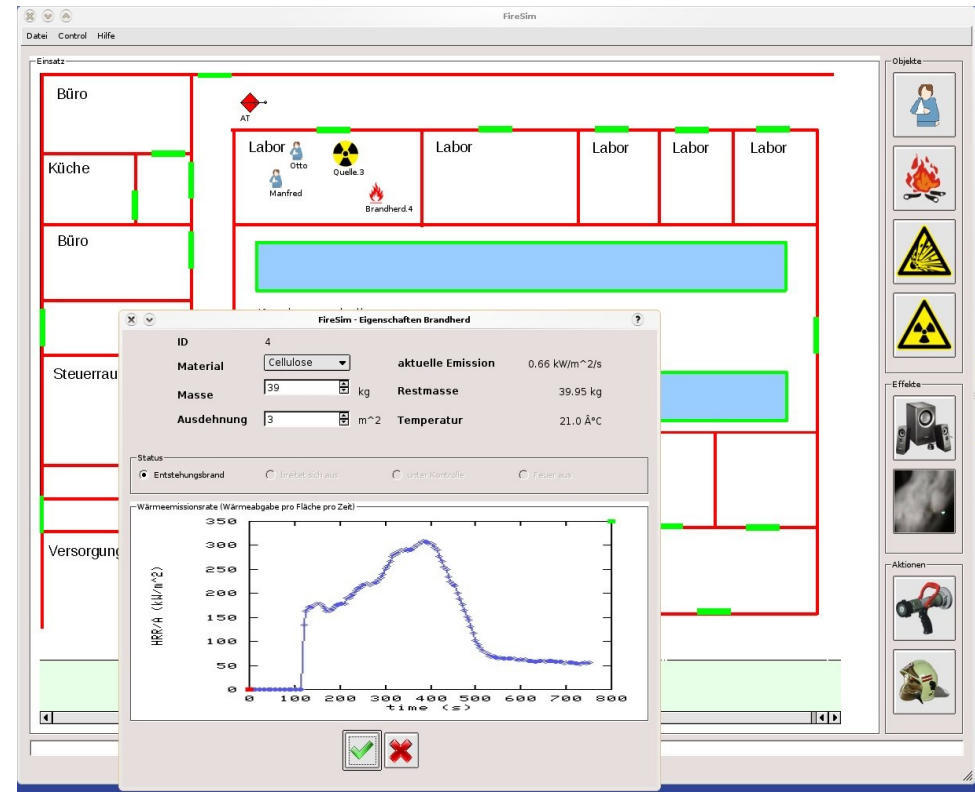 FireSim
Datei Control Hilfe
Einsatz
Objekte
Büro
AT
Labor Labor Labor Labor Labor
Otto
Quelle.3
Küche
Manfred
Brandherd.4
Büro
FireSim - Eigenschaften Brandherd ?
ID 4
Material Cellulose aktuelle Emission 0.66 kW/m^2/s
Steuerrau
Masse 39 kg Restmasse 39.95 kg
Effekte
Ausdehnung 3 m^2 Temperatur 21.0 Â°C
Status
Entstehungsbrand breitet sich aus unter Kontrolle Feuer aus
Wärmeemissionsrate (Wärmeabgabe pro Fläche pro Zeit)
350
300
250
200
150
100
50
0
HRR/A (kW/m^2)
0 100 200 300 400 500 600 700 800
time (s)
Versorgung
Aktionen